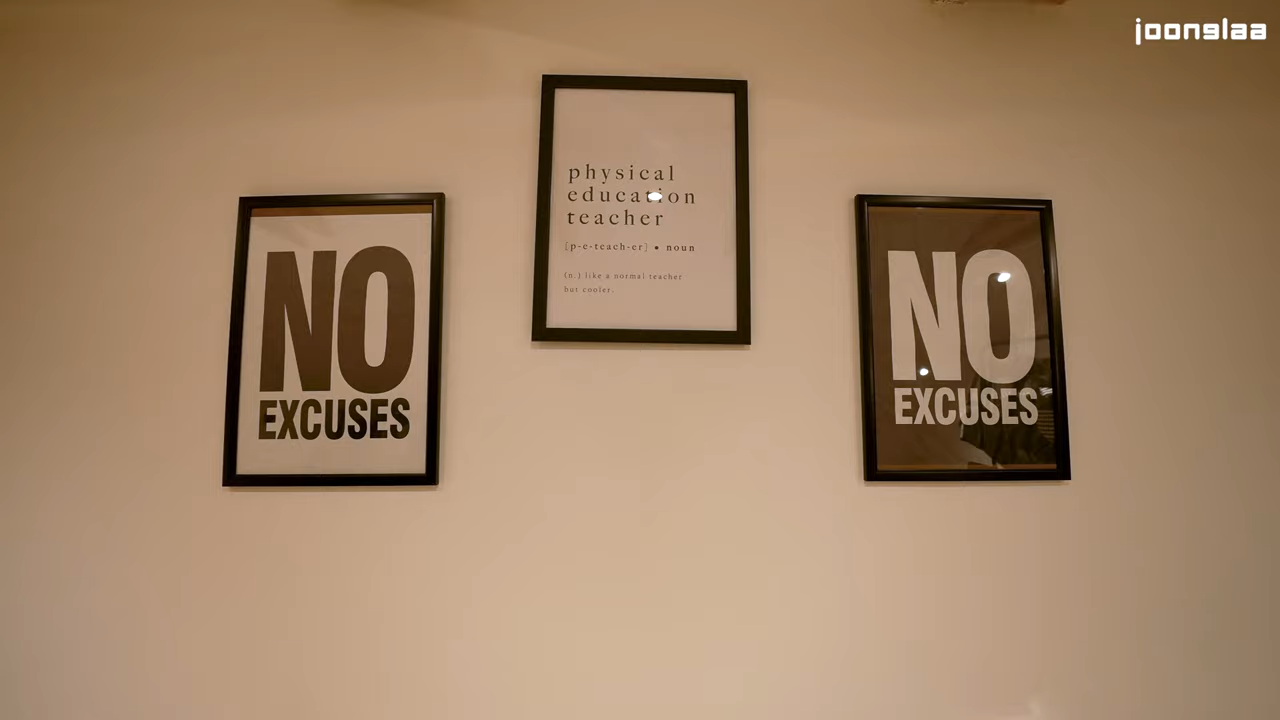 joonglaa
physical
education
teacher
[p-e-teach-er] • noun
(n.) like a normal teacher
but cooler.
NO
EXCUSES
NO
EXCUSES